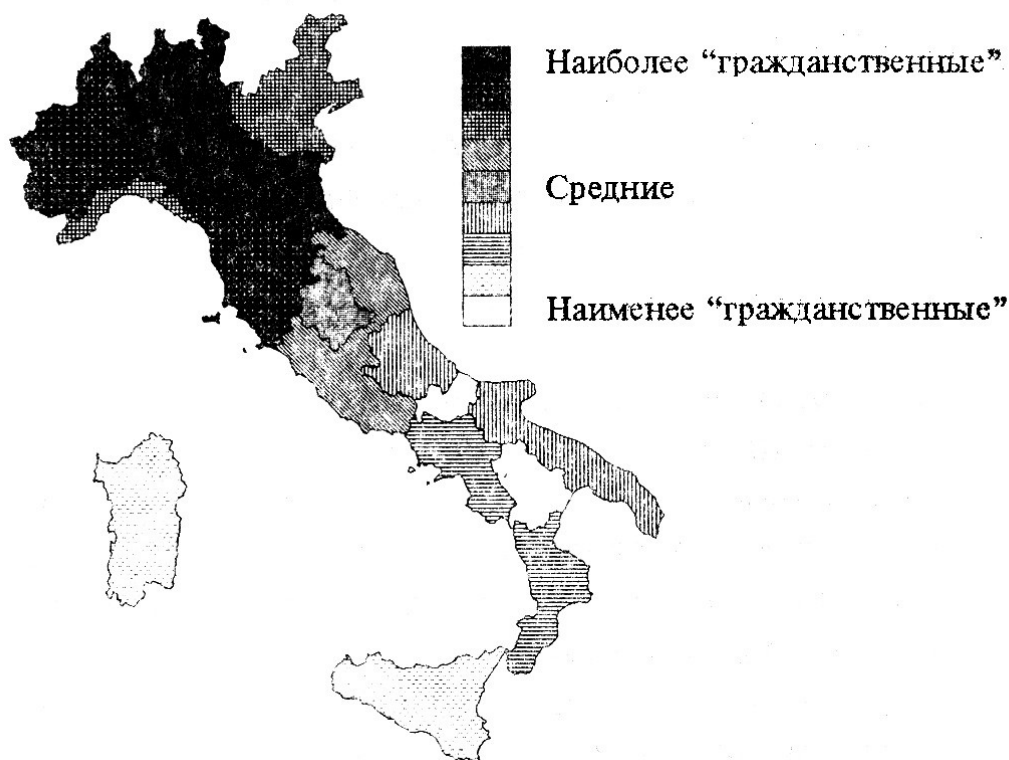 Наиболее “гражданственные”
Средние
Наименее “гражданственные”